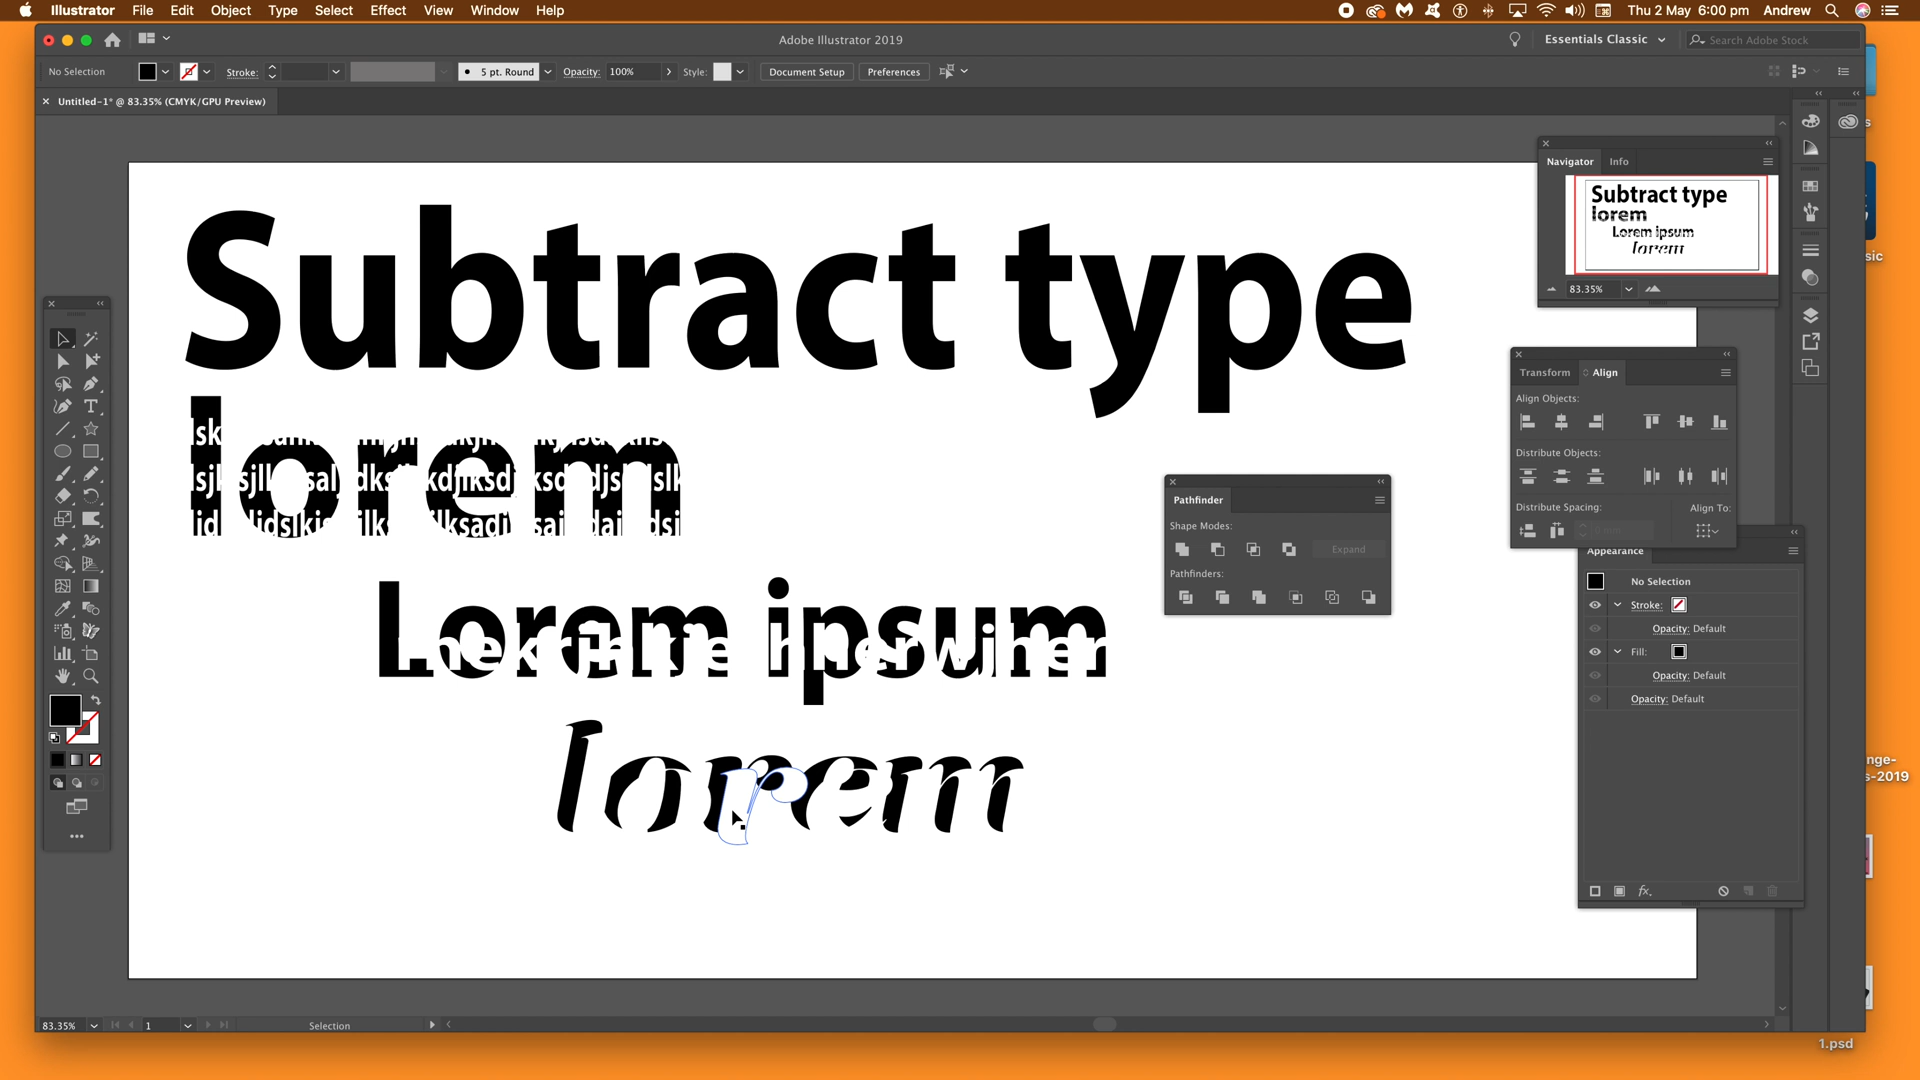 Illustrator File Edit Object Type Select Effect View Window Help
Thu 2 May 6:00 pm Andrew
Adobe Illustrator 2019
Essentials Classic
Search Adobe Stock
No Selection
Stroke:
5 pt. Round
Opacity: 100%
Style:
Document Setup
Preferences
Untitled-1* @ 83.35% (CMYK/GPU Preview)
Subtract type
lorem
Lorem ipsum
lorem
Navigator Info
Subtract type
lorem
Lorem ipsum
lorem
83.35%
Transform Align
Align Objects:
Distribute Objects:
Distribute Spacing:
Align To:
Pathfinder
Shape Modes:
Expand
Pathfinders:
Appearance
No Selection
Stroke:
Opacity: Default
Fill:
Opacity: Default
Opacity: Default
fx.
83.35%
1
Selection
s
sic
nge-
s-2019
1.psd